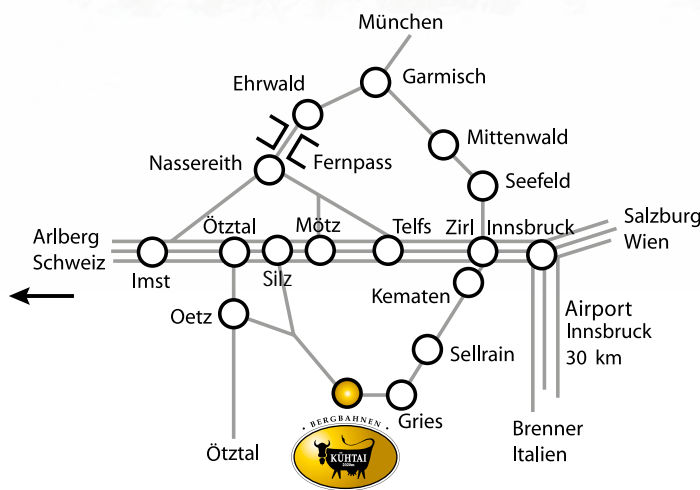 München
Garmisch
Ehrwald
Mittenwald
Nassereith
Fernpass
Seefeld
Ötztal
Mötz
Telfs
Zirl
Innsbruck
Salzburg
Wien
Arlberg
Schweiz
Imst
Silz
Kematen
Oetz
Airport
Innsbruck
30 km
Sellrain
Gries
Ötztal
Brenner
Italien
· BERGBAHNEN ·
KÜHTAI
2020m